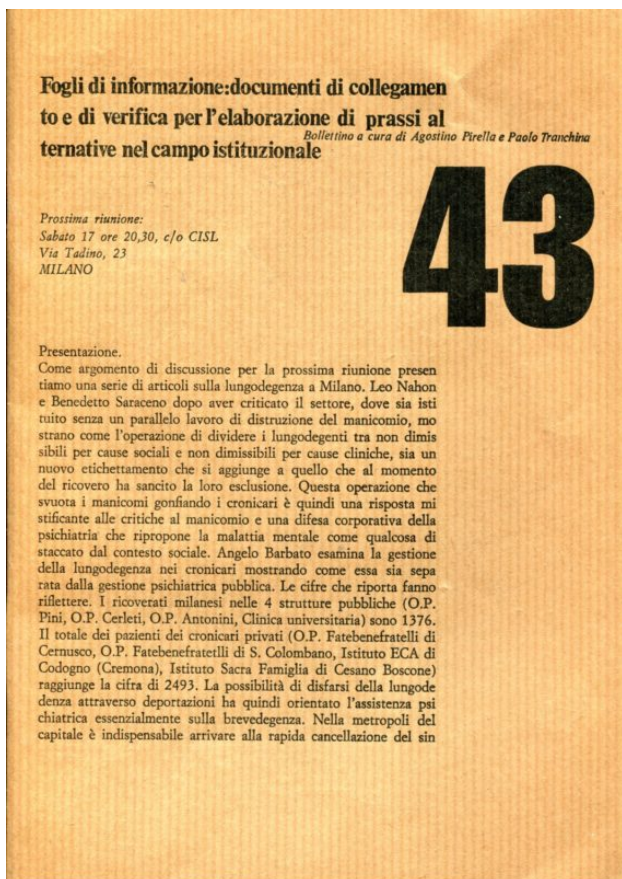 Fogli di informazione:documenti di collegamen
to e di verifica per l'elaborazione di prassi al
Bollettino a cura di Agostino Pirella e Paolo Tranchina
ternative nel campo istituzionale
43
Prossima riunione:
Sabato 17 ore 20,30, c/o CISL
Via Tadino, 23
MILANO
Presentazione.
Come argomento di discussione per la prossima riunione presen
tiamo una serie di articoli sulla lungodegenza a Milano. Leo Nahon
e Benedetto Saraceno dopo aver criticato il settore, dove sia isti
tuito senza un parallelo lavoro di distruzione del manicomio, mo
strano come l'operazione di dividere i lungodegenti tra non dimis
sibili per cause sociali e non dimissibili per cause cliniche, sia un
nuovo etichettamento che si aggiunge a quello che al momento
del ricovero ha sancito la loro esclusione. Questa operazione che
svuota i manicomi gonfiando i cronicari è quindi una risposta mi
stificante alle critiche al manicomio e una difesa corporativa della
psichiatria che ripropone la malattia mentale come qualcosa di
staccato dal contesto sociale. Angelo Barbato esamina la gestione
della lungodegenza nei cronicari mostrando come essa sia sepa
rata dalla gestione psichiatrica pubblica. Le cifre che riporta fanno
riflettere. I ricoverati milanesi nelle 4 strutture pubbliche (O.P.
Pini, O.P. Cerleti, O.P. Antonini, Clinica universitaria) sono 1376.
Il totale dei pazienti dei cronicari privati (O.P. Fatebenefratelli di
Cernusco, O.P. Fatebenefratetlli di S. Colombano, Istituto ECA di
Codogno (Cremona), Istituto Sacra Famiglia di Cesano Boscone)
raggiunge la cifra di 2493. La possibilità di disfarsi della lungode
denza attraverso deportazioni ha quindi orientato l'assistenza psi
chiatrica essenzialmente sulla brevedegenza. Nella metropoli del
capitale è indispensabile arrivare alla rapida cancellazione del sin